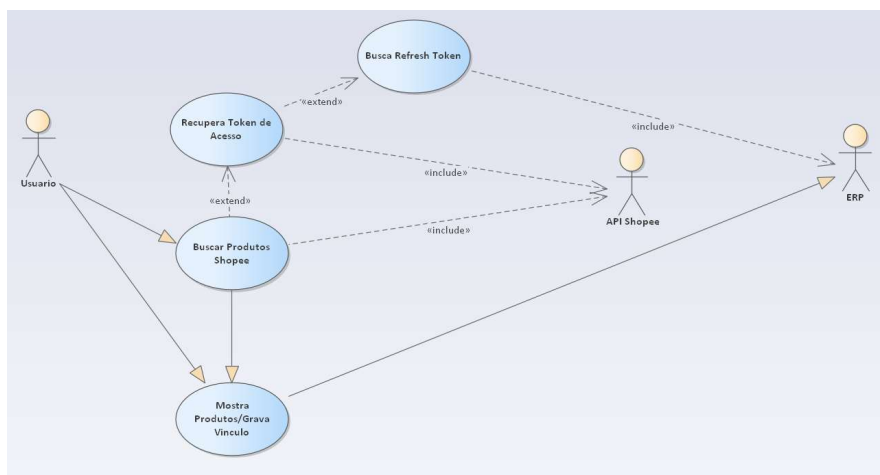 Busca Refresh Token
«extend»
Recupera Token de
Acesso
«include»
Usuario
«include»
ERP
«extend»
API Shopee
«include»
Buscar Produtos
Shopee
Mostra
Produtos/Grava
Vinculo